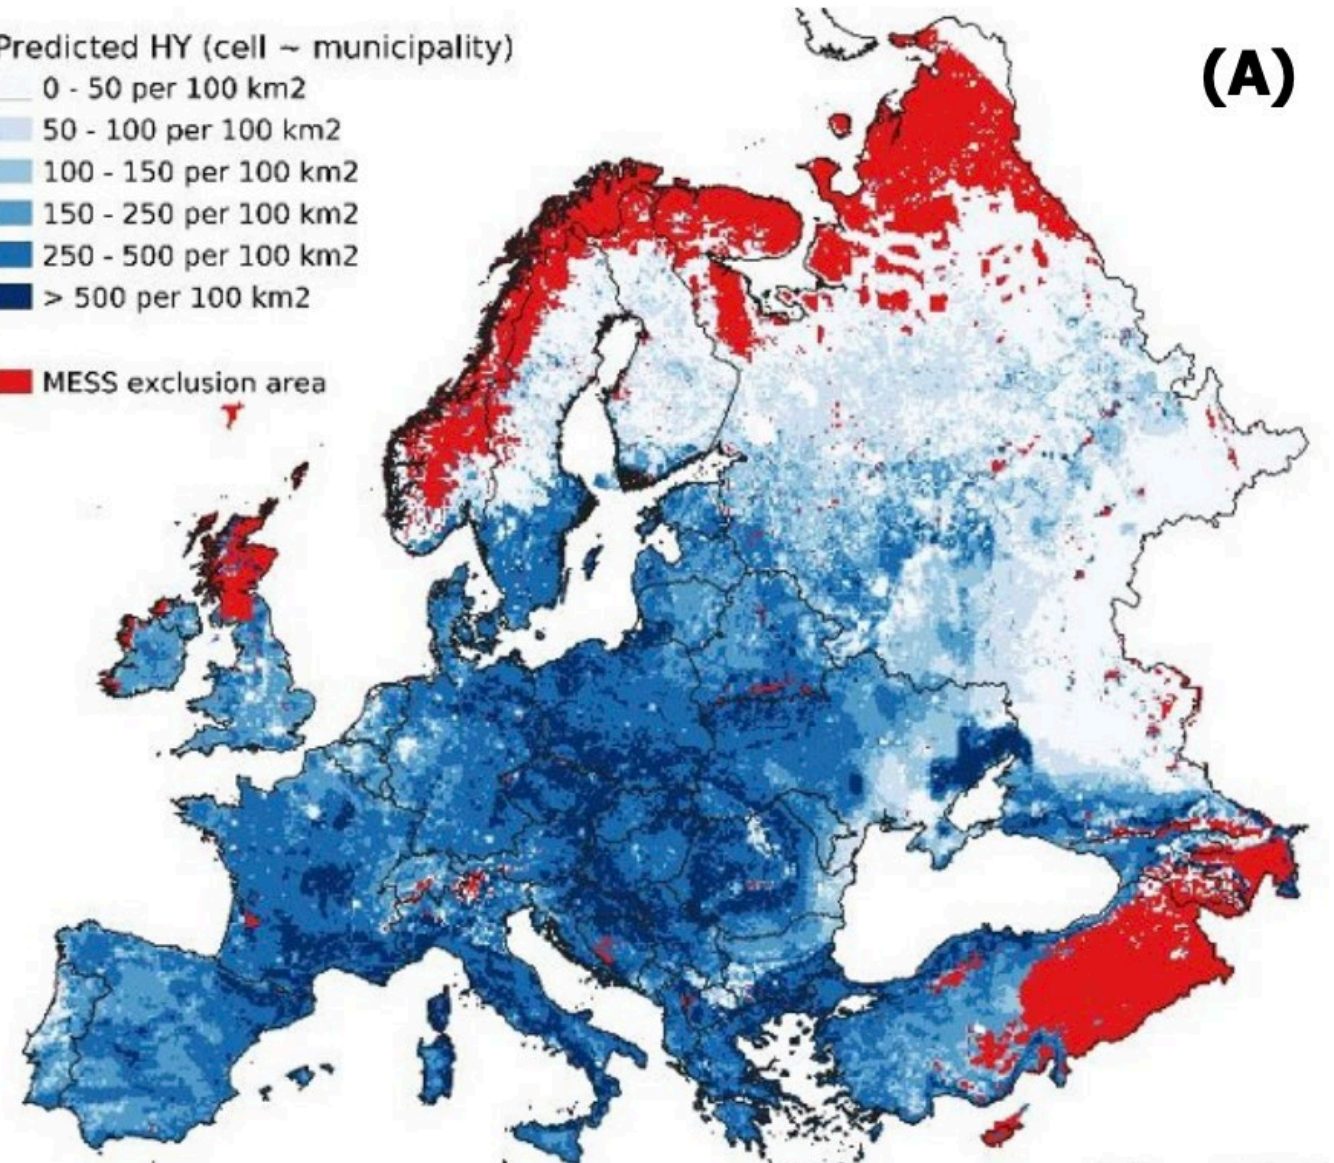 Predicted HY (cell ~ municipality)
0 - 50 per 100 km2
50 - 100 per 100 km2
100 - 150 per 100 km2
150 - 250 per 100 km2
250 - 500 per 100 km2
> 500 per 100 km2
MESS exclusion area
(A)